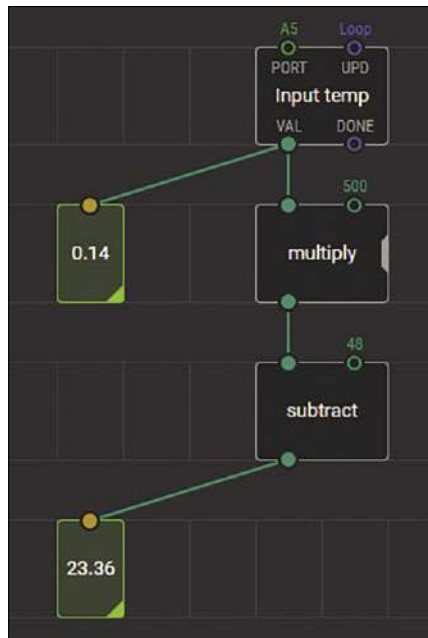 A5 Loop
PORT UPD
Input temp
VAL DONE
500
0.14 multiply
48
subtract
23.36